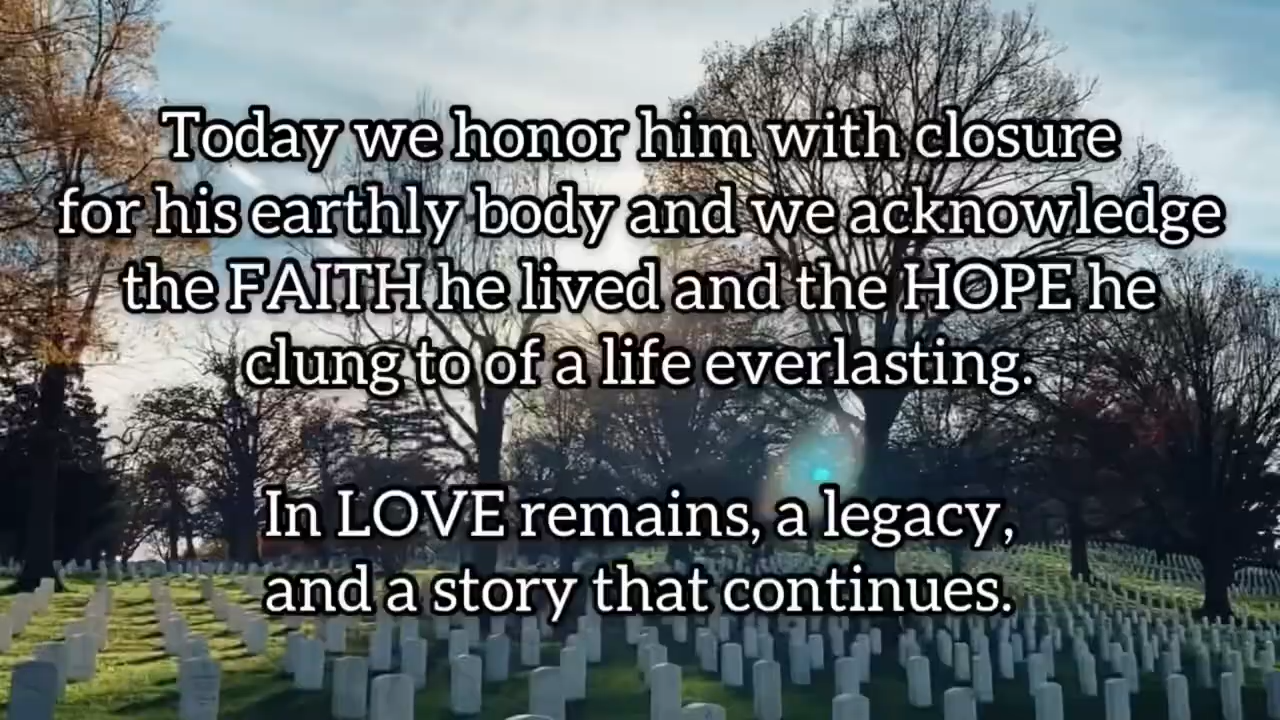 Today we honor him with closure
for his earthly body and we acknowledge
the FAITH he lived and the HOPE he
clung to of a life everlasting.
In LOVE remains, a legacy,
and a story that continues.